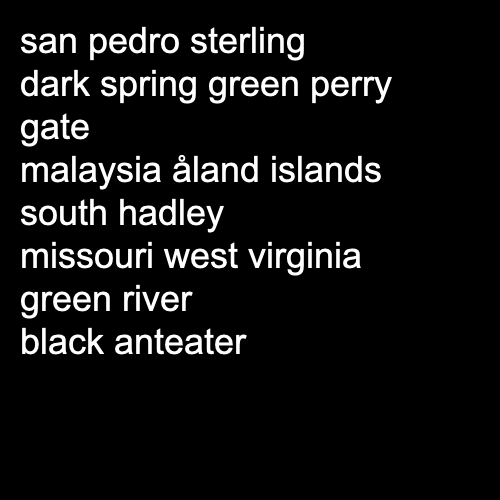 san pedro sterling
dark spring green perry
gate
malaysia åland islands
south hadley
missouri west virginia
green river
black anteater